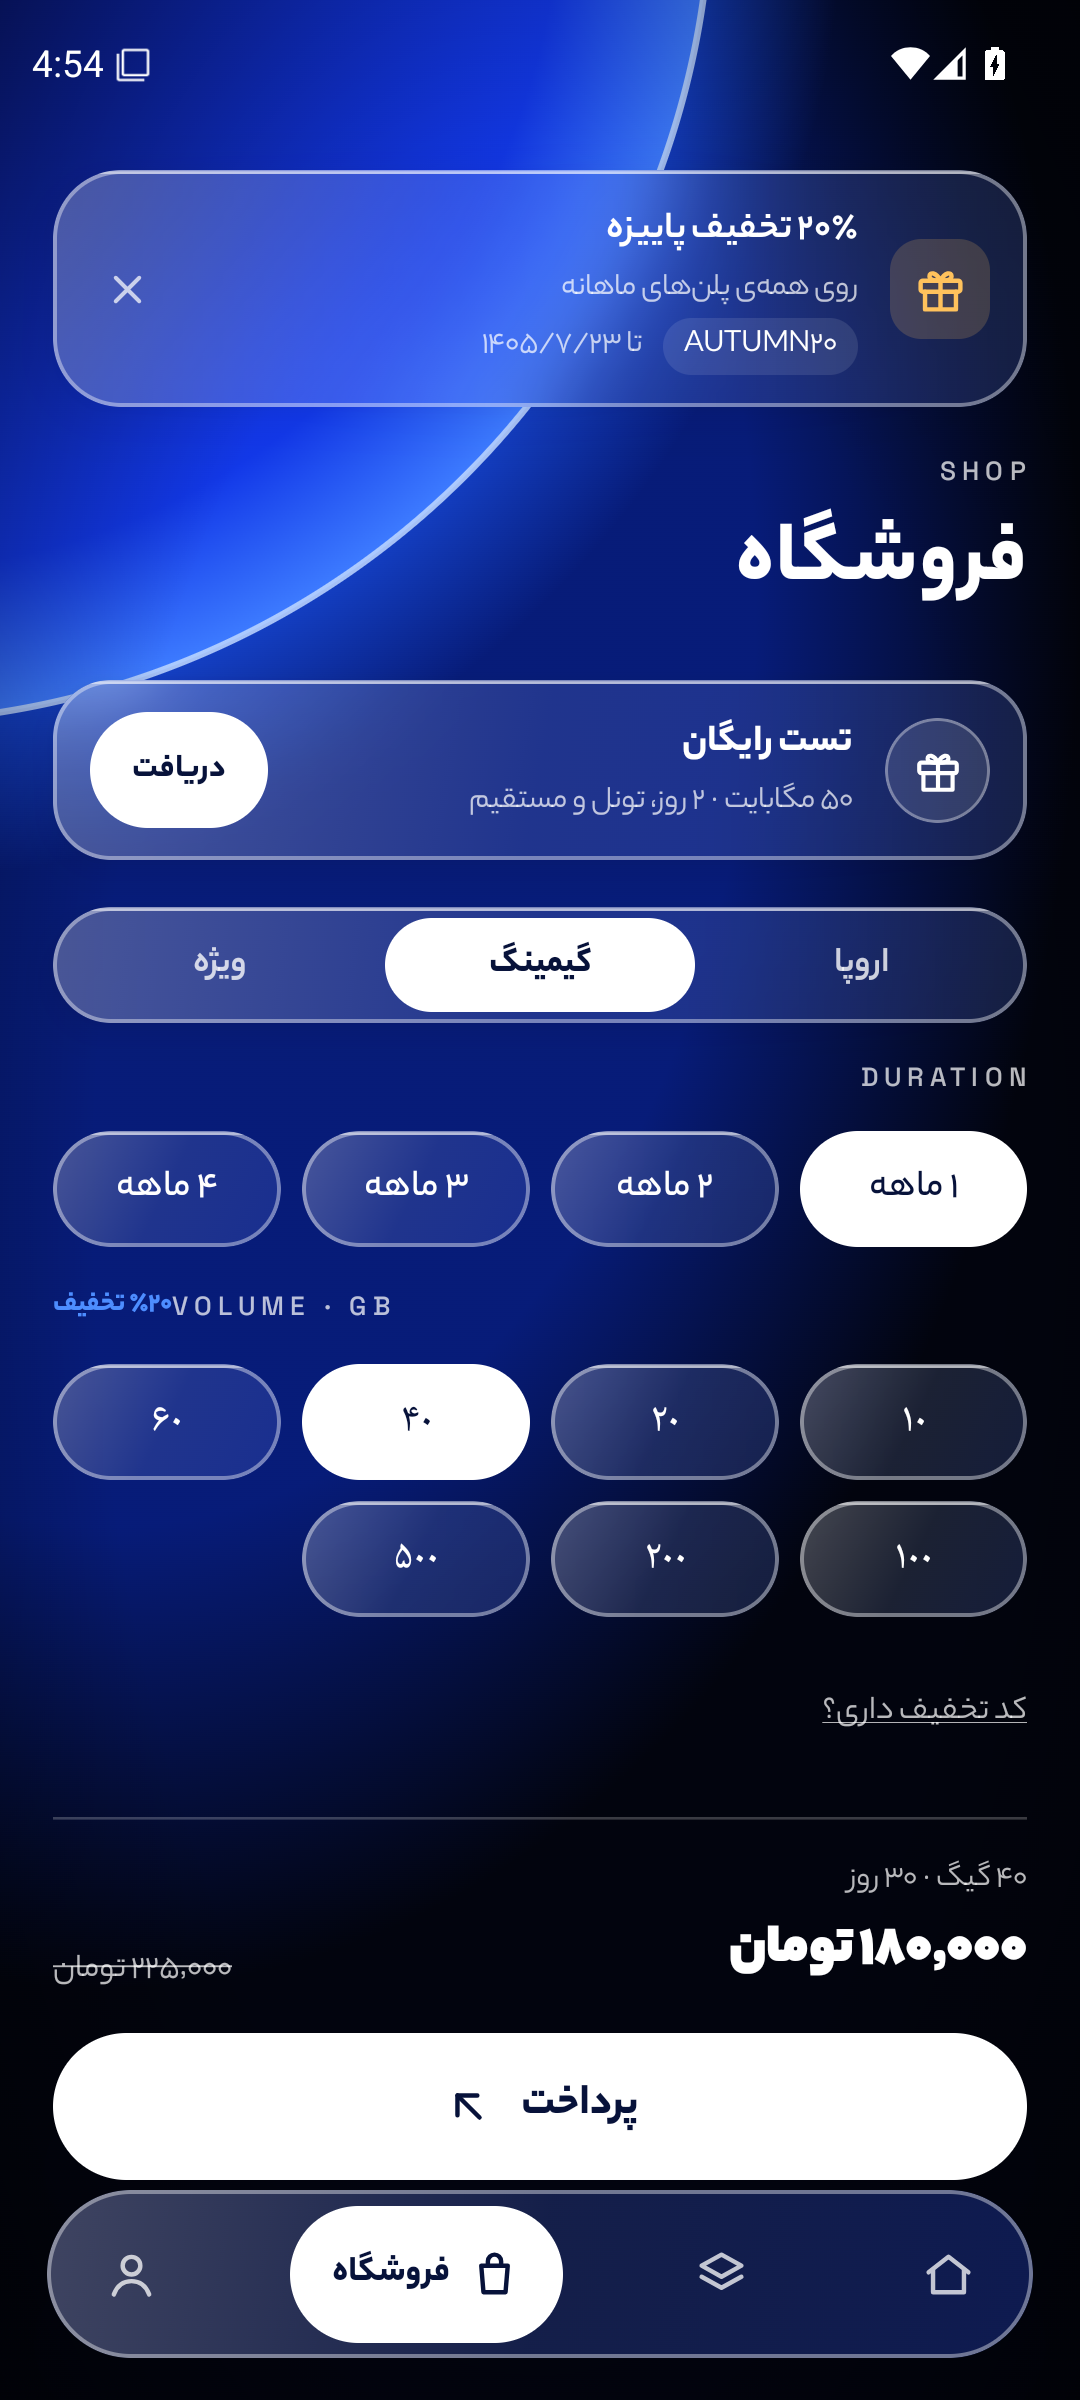 4:54
۲۰% تخفیف پاییزه
روی همه‌ی پلن‌های ماهانه
AUTUMN۲۰ تا ۱۴۰۵/۷/۲۳
SHOP
فروشگاه
تست رایگان
۵۰ مگابایت · ۲ روز، تونل و مستقیم
دریافت
اروپا گیمینگ ویژه
DURATION
۱ ماهه ۲ ماهه ۳ ماهه ۴ ماهه
VOLUME · GB ۲۰٪ تخفیف
۱۰ ۲۰ ۴۰ ۶۰
۱۰۰ ۲۰۰ ۵۰۰
کد تخفیف داری؟
۴۰ گیگ · ۳۰ روز
۱۸۰,۰۰۰ تومان ۲۲۵,۰۰۰ تومان
پرداخت
فروشگاه